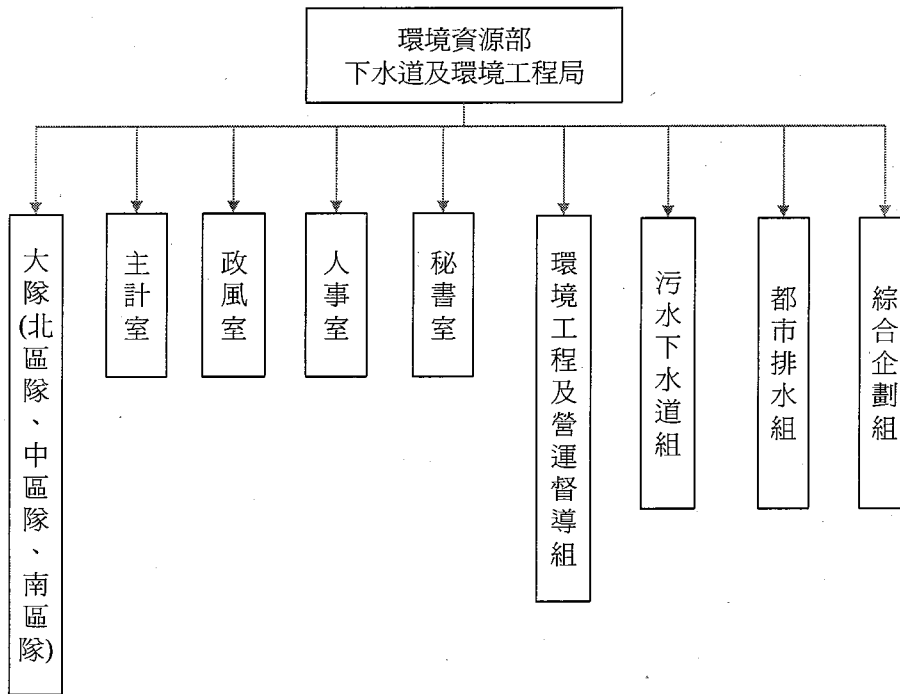 環境資源部
下水道及環境工程局
大隊(北區隊、中區隊、南區隊)
主計室
政風室
人事室
秘書室
環境工程及營運督導組
污水下水道組
都市排水組
綜合企劃組